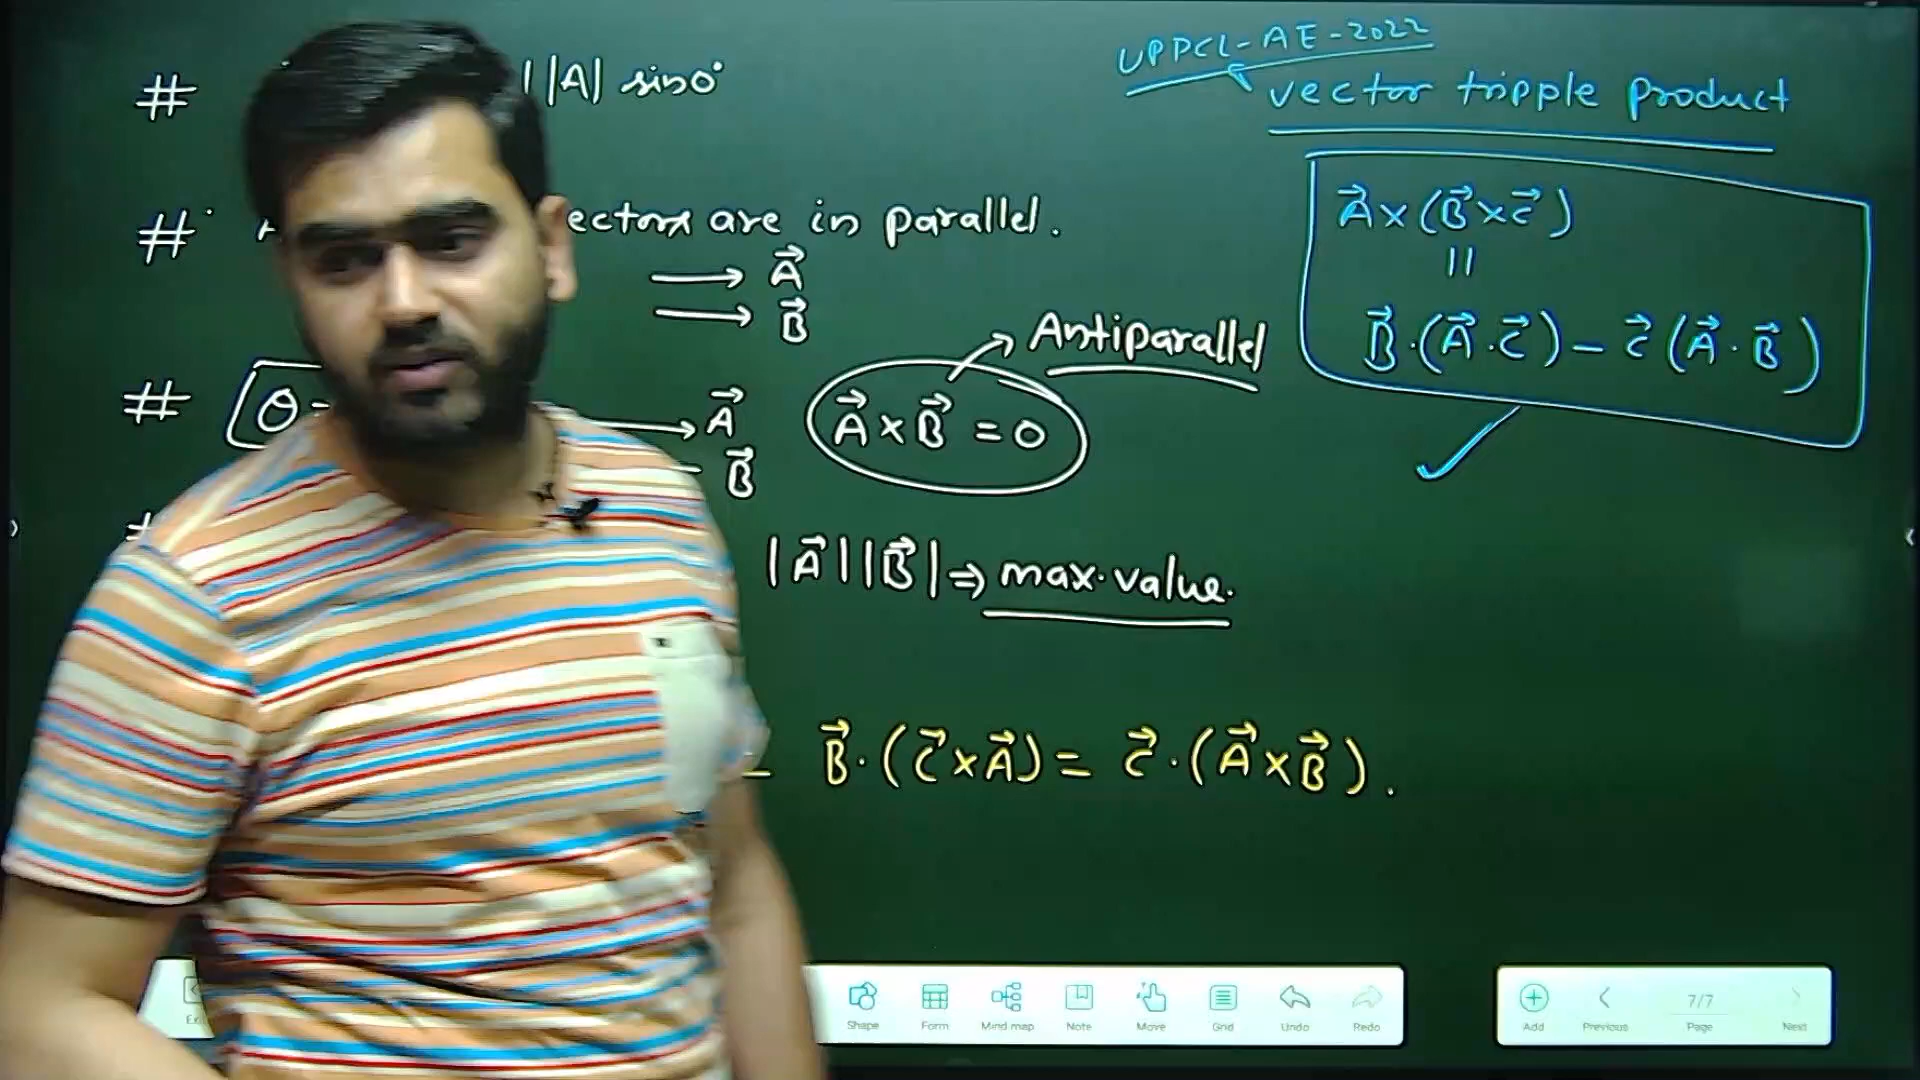 # | |A| sin0°
# ectors are in parallel.
A⃗
B⃗
# θ- A⃗
B⃗
A⃗ × B⃗ = 0
Antiparallel
|A⃗||B⃗| ⇒ max. value.
B⃗·(C⃗×A⃗) = C⃗·(A⃗×B⃗).
UPPCL-AE-2022
vector tripple product
A⃗×(B⃗×C⃗)
=
B⃗·(A⃗·C⃗) - C⃗(A⃗·B⃗)
Shape Form Mind map Note Move Grid Undo Redo
Add Previous 7/7 Page Next